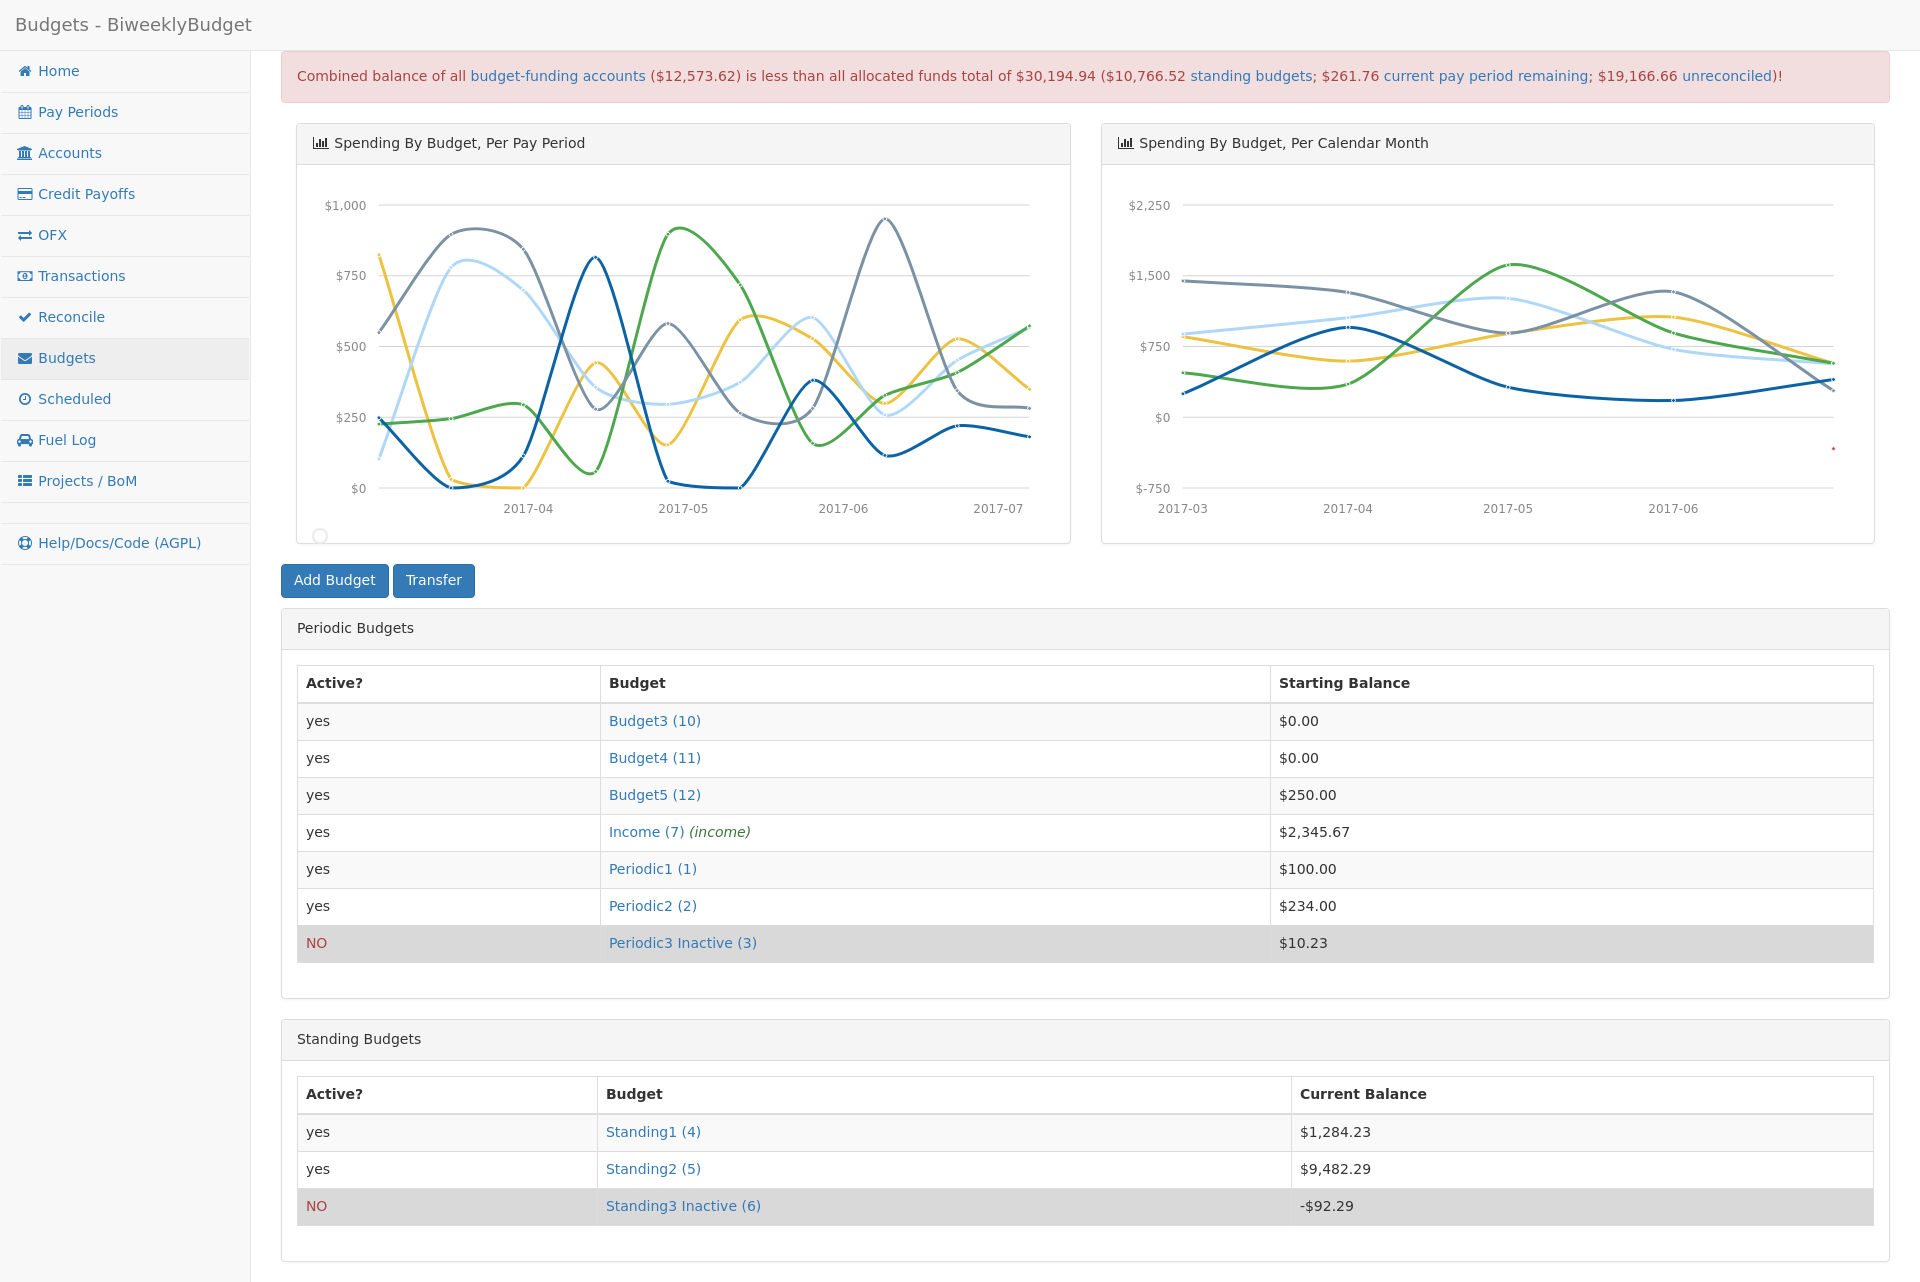 Budgets - BiweeklyBudget
Home
Pay Periods
Accounts
Credit Payoffs
OFX
Transactions
Reconcile
Budgets
Scheduled
Fuel Log
Projects / BoM
Help/Docs/Code (AGPL)
Combined balance of all budget-funding accounts ($12,573.62) is less than all allocated funds total of $30,194.94 ($10,766.52 standing budgets; $261.76 current pay period remaining; $19,166.66 unreconciled)!
Spending By Budget, Per Pay Period
$1,000
$750
$500
$250
$0
2017-04 2017-05 2017-06 2017-07
Spending By Budget, Per Calendar Month
$2,250
$1,500
$750
$0
$-750
2017-03 2017-04 2017-05 2017-06
Add Budget Transfer
Periodic Budgets
Active? Budget Starting Balance
yes Budget3 (10) $0.00
yes Budget4 (11) $0.00
yes Budget5 (12) $250.00
yes Income (7) (income) $2,345.67
yes Periodic1 (1) $100.00
yes Periodic2 (2) $234.00
NO Periodic3 Inactive (3) $10.23
Standing Budgets
Active? Budget Current Balance
yes Standing1 (4) $1,284.23
yes Standing2 (5) $9,482.29
NO Standing3 Inactive (6) -$92.29